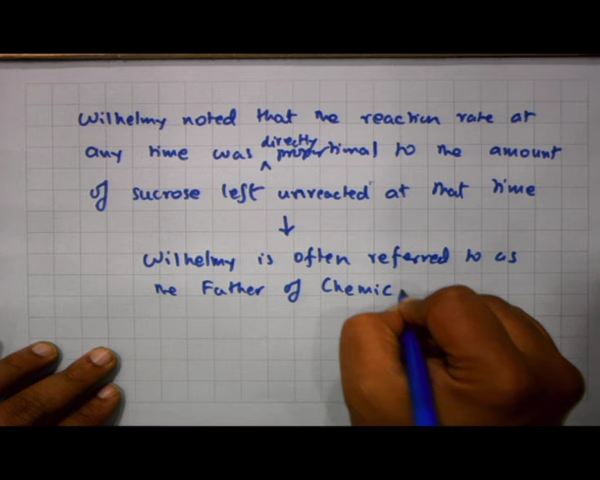 Wilhelmy noted that the reaction rate at
any time was directly proportional to the amount
of sucrose left unreacted at that time
↓
Wilhelmy is often referred to as
the Father of Chemic